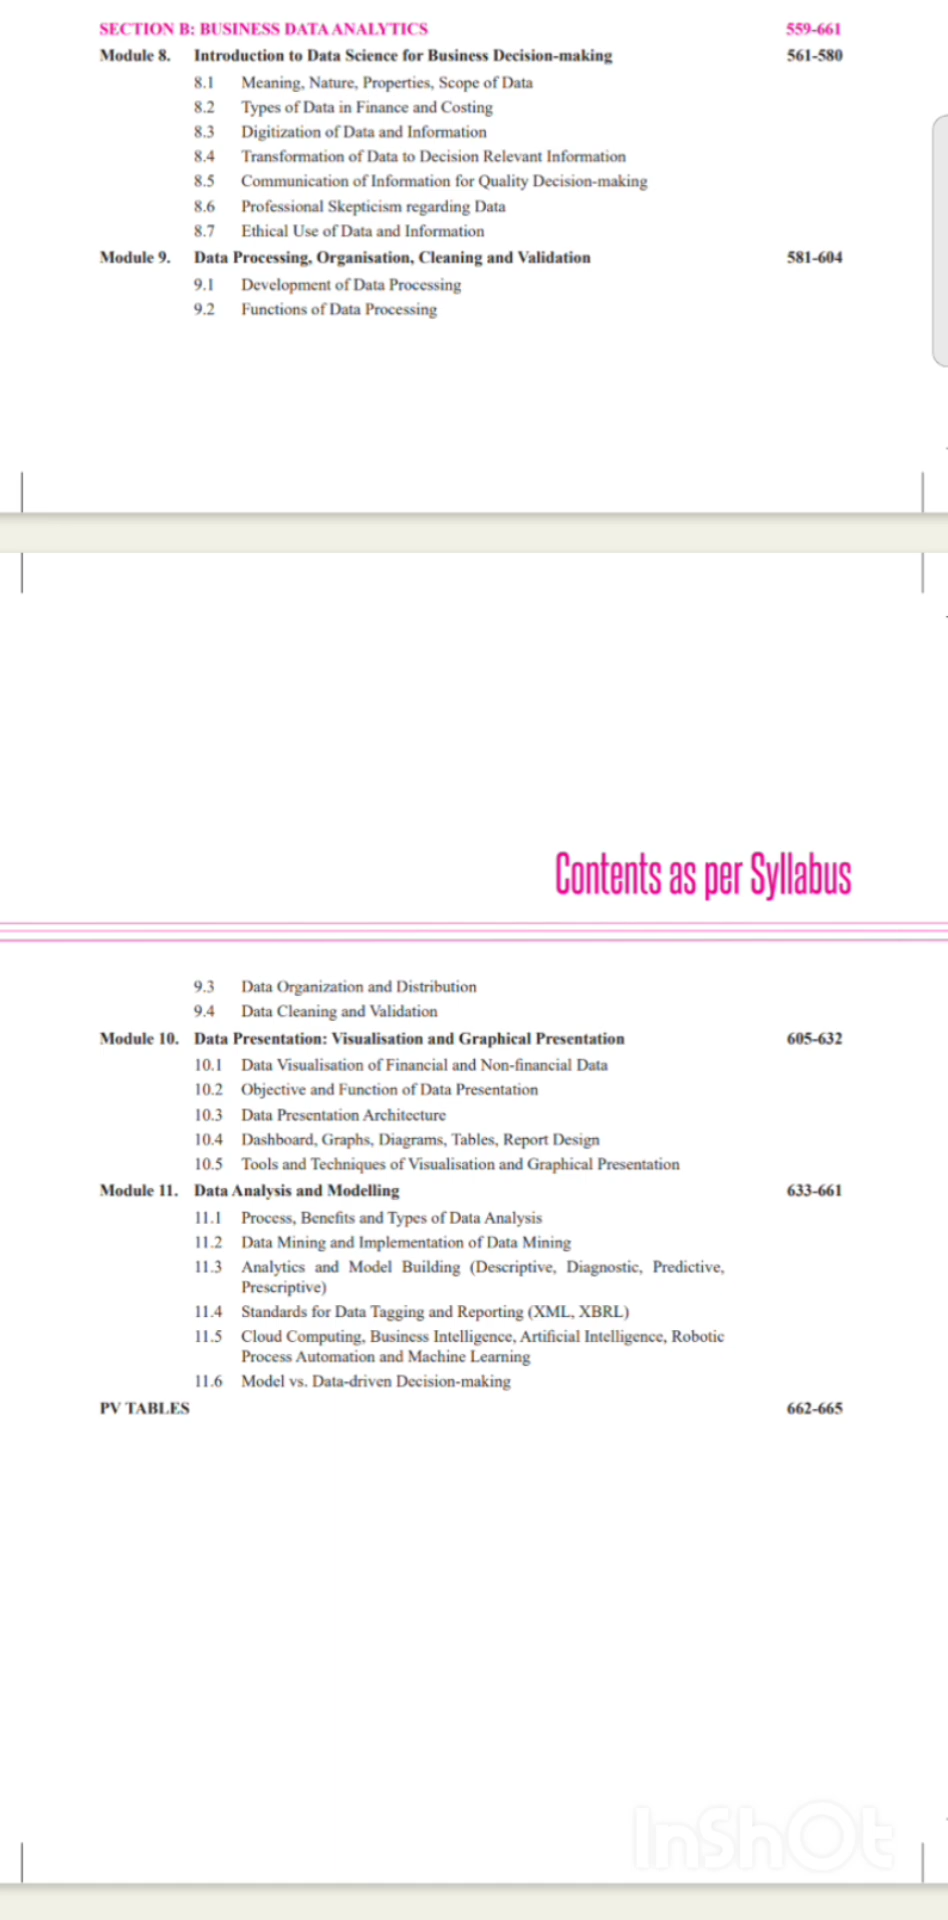 SECTION B: BUSINESS DATA ANALYTICS 559-661
Module 8. Introduction to Data Science for Business Decision-making 561-580
8.1 Meaning, Nature, Properties, Scope of Data
8.2 Types of Data in Finance and Costing
8.3 Digitization of Data and Information
8.4 Transformation of Data to Decision Relevant Information
8.5 Communication of Information for Quality Decision-making
8.6 Professional Skepticism regarding Data
8.7 Ethical Use of Data and Information
Module 9. Data Processing, Organisation, Cleaning and Validation 581-604
9.1 Development of Data Processing
9.2 Functions of Data Processing
Contents as per Syllabus
9.3 Data Organization and Distribution
9.4 Data Cleaning and Validation
Module 10. Data Presentation: Visualisation and Graphical Presentation 605-632
10.1 Data Visualisation of Financial and Non-financial Data
10.2 Objective and Function of Data Presentation
10.3 Data Presentation Architecture
10.4 Dashboard, Graphs, Diagrams, Tables, Report Design
10.5 Tools and Techniques of Visualisation and Graphical Presentation
Module 11. Data Analysis and Modelling 633-661
11.1 Process, Benefits and Types of Data Analysis
11.2 Data Mining and Implementation of Data Mining
11.3 Analytics and Model Building (Descriptive, Diagnostic, Predictive,
Prescriptive)
11.4 Standards for Data Tagging and Reporting (XML, XBRL)
11.5 Cloud Computing, Business Intelligence, Artificial Intelligence, Robotic
Process Automation and Machine Learning
11.6 Model vs. Data-driven Decision-making
PV TABLES 662-665
InShOt